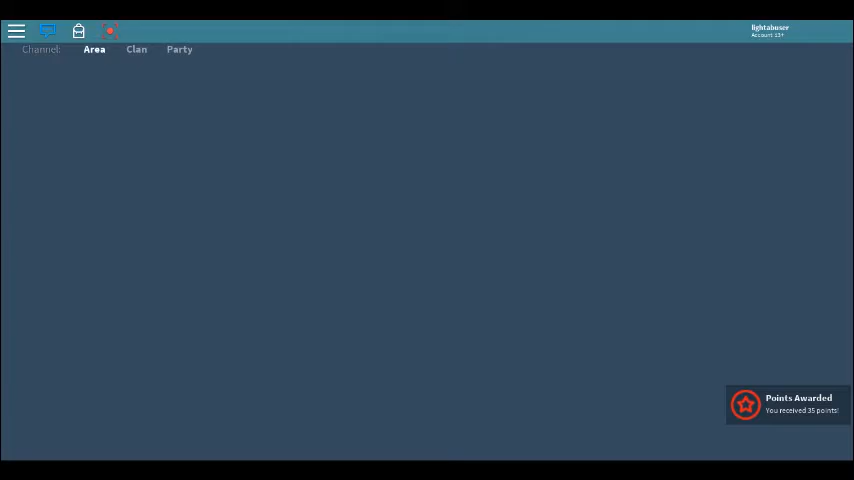 lightabuser
Account: 13+
Channel: Area Clan Party
Points Awarded
You received 35 points!